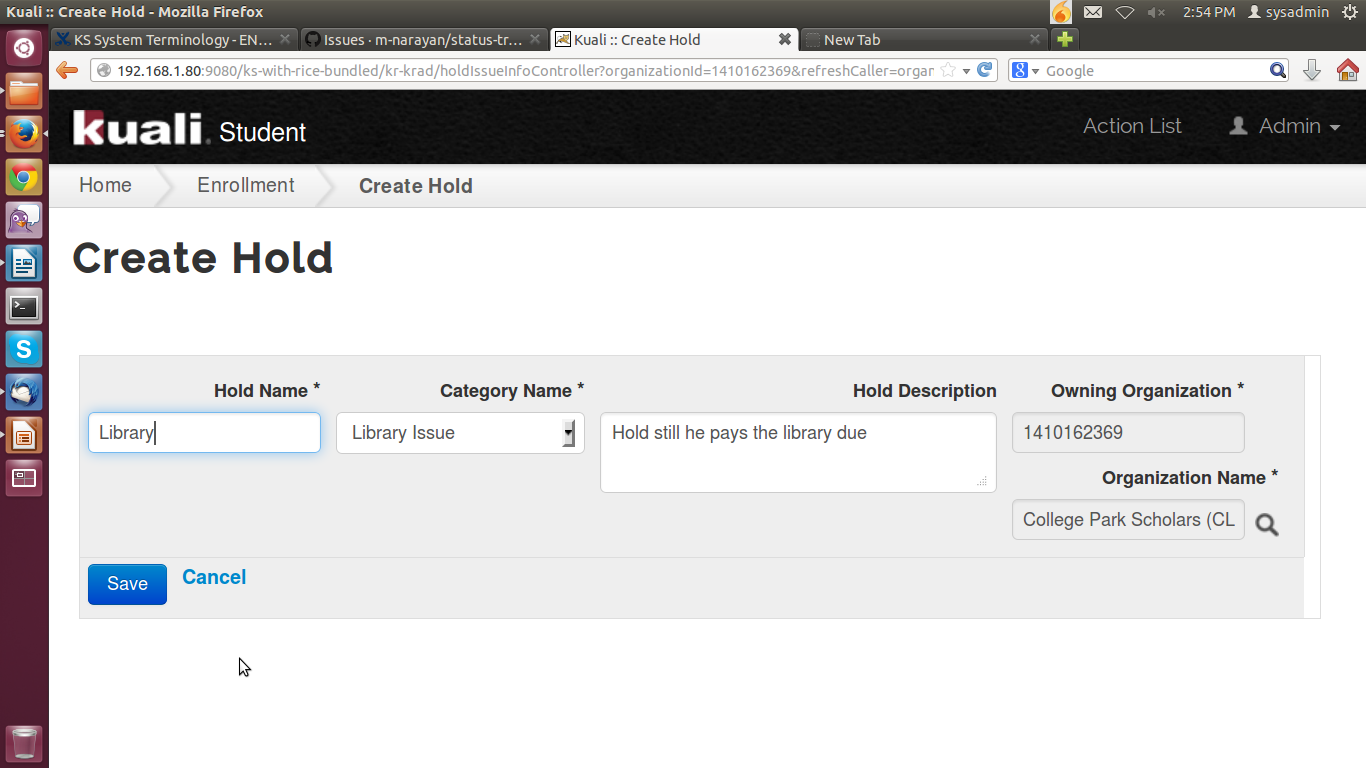 Kuali :: Create Hold - Mozilla Firefox
2:54 PM
sysadmin
KS System Terminology - EN...
Issues · m-narayan/status-tr...
Kuali :: Create Hold
New Tab
192.168.1.80:9080/ks-with-rice-bundled/kr-krad/holdIssueInfoController?organizationId=1410162369&refreshCaller=organ
Google
kuali. Student
Action List
Admin
Home
Enrollment
Create Hold
Create Hold
Hold Name *
Category Name *
Hold Description
Owning Organization *
Library
Library Issue
Hold still he pays the library due
1410162369
Organization Name *
College Park Scholars (CL
Save
Cancel